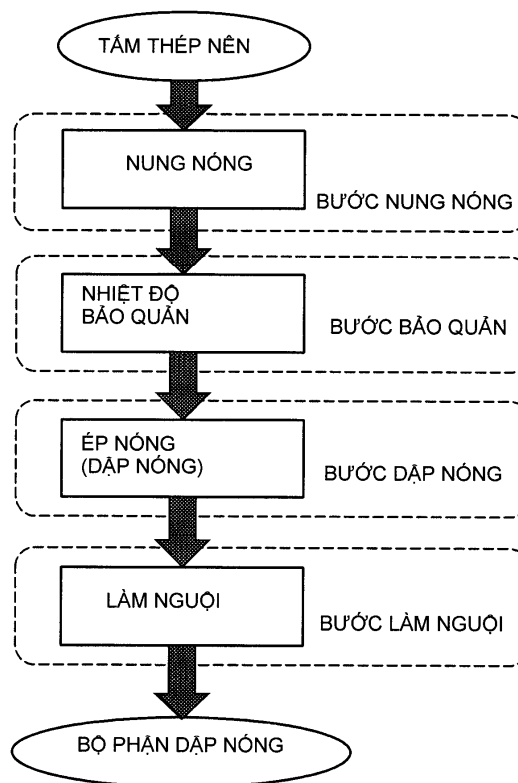 TẤM THÉP NÊN
NUNG NÓNG
BƯỚC NUNG NÓNG
NHIỆT ĐỘ
BẢO QUẢN
BƯỚC BẢO QUẢN
ÉP NÓNG
(DẬP NÓNG)
BƯỚC DẬP NÓNG
LÀM NGUỘI
BƯỚC LÀM NGUỘI
BỘ PHẬN DẬP NÓNG